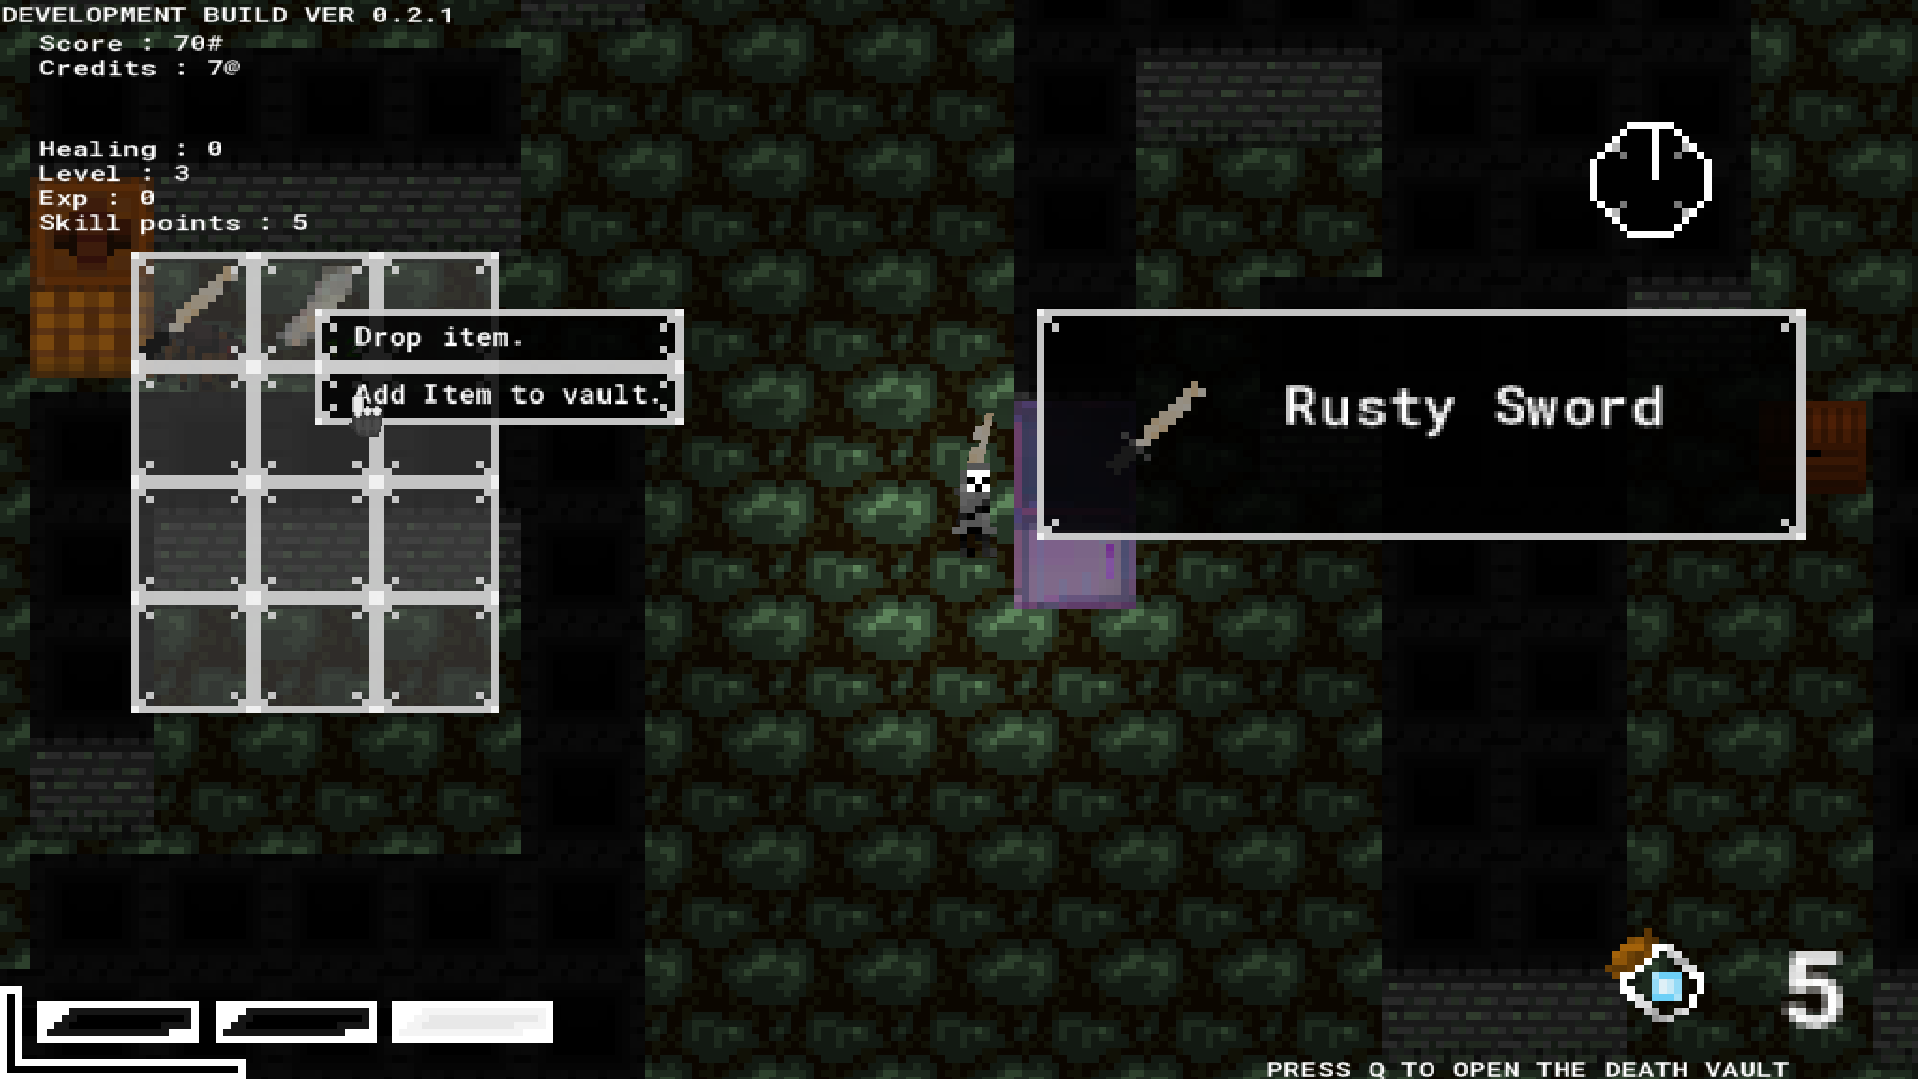 DEVELOPMENT BUILD VER 0.2.1
Score : 70#
Credits : 7@
Healing : 0
Level : 3
Exp : 0
Skill points : 5
Drop item.
Add Item to vault.
Rusty Sword
5
PRESS Q TO OPEN THE DEATH VAULT